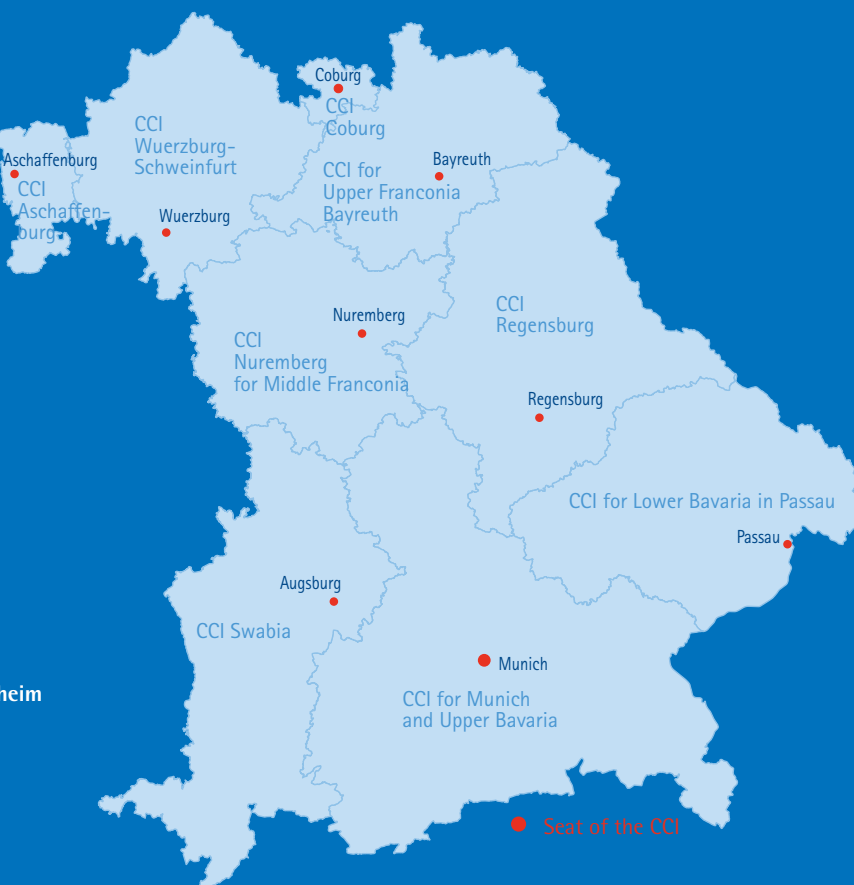 Coburg
CCI
Coburg
CCI
Wuerzburg-
Schweinfurt
Aschaffenburg
CCI
Aschaffen-
burg
Bayreuth
CCI for
Upper Franconia
Bayreuth
Wuerzburg
Nuremberg
CCI
Regensburg
CCI
Nuremberg
for Middle Franconia
Regensburg
CCI for Lower Bavaria in Passau
Passau
Augsburg
CCI Swabia
Munich
heim
CCI for Munich
and Upper Bavaria
Seat of the CCI